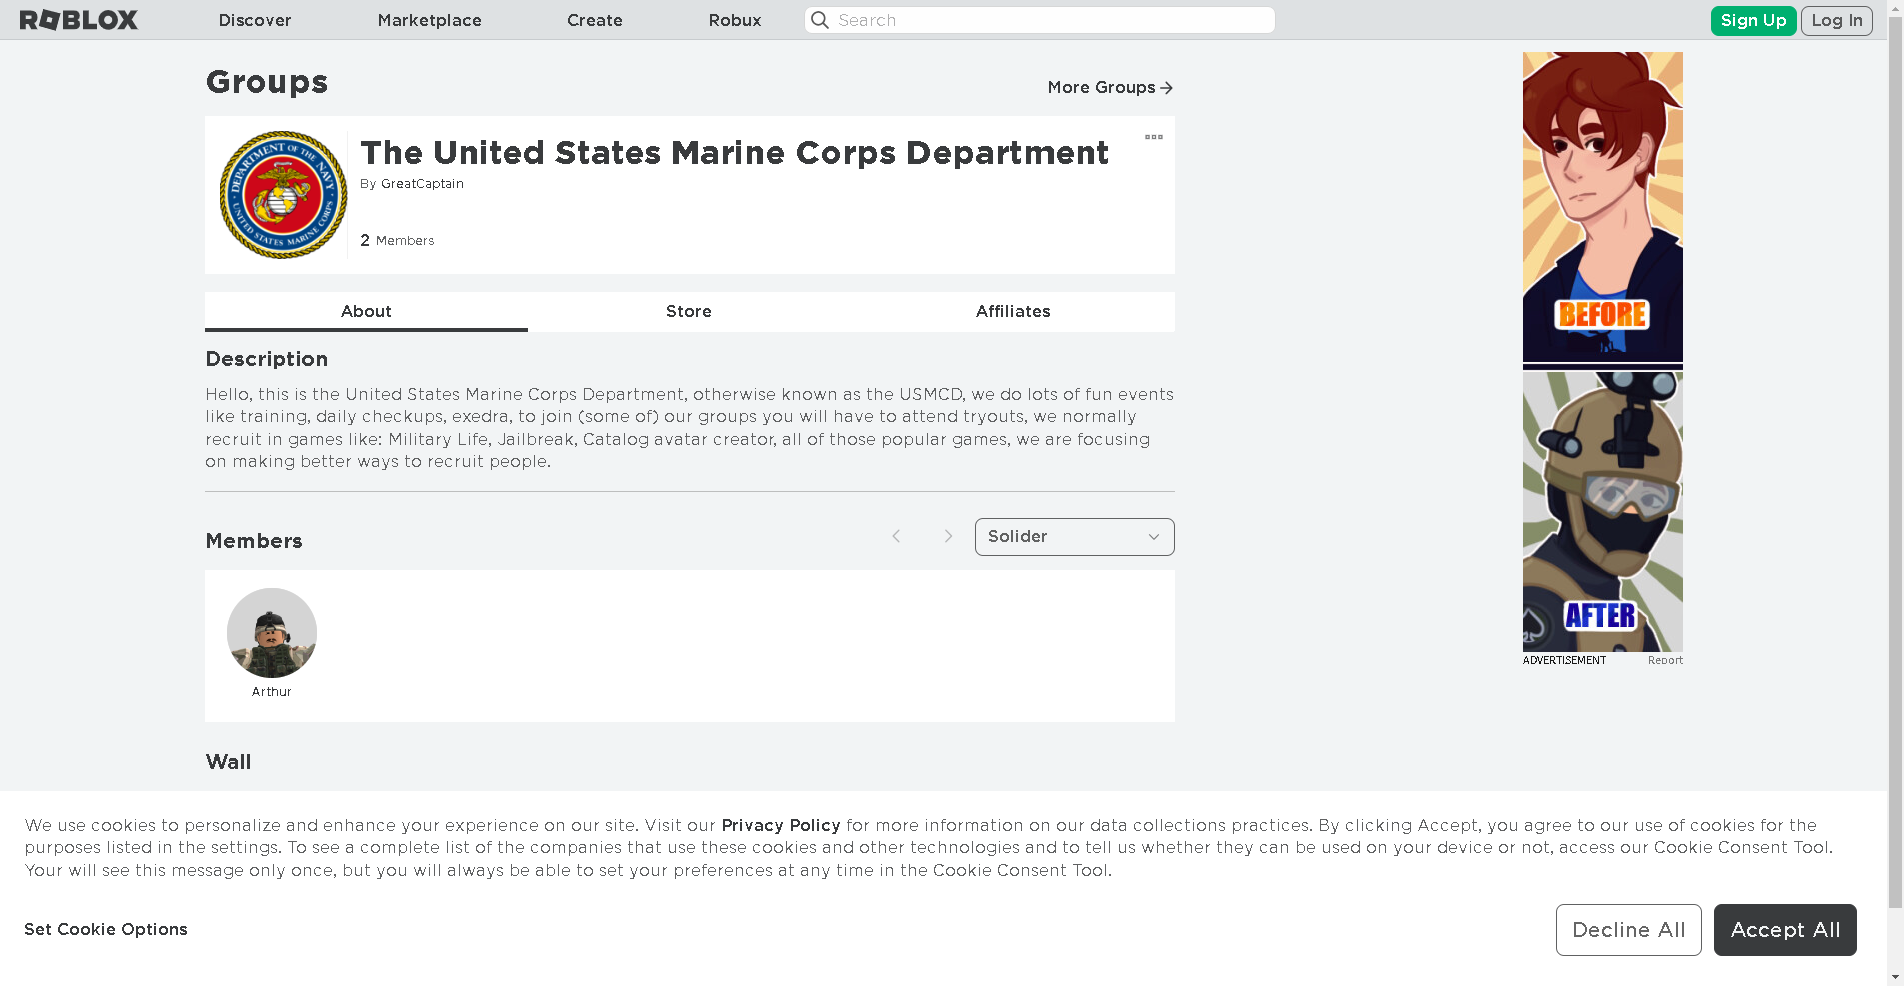 ROBLOX
Discover
Marketplace
Create
Robux
Search
Sign Up
Log In
Groups
More Groups
DEPARTMENT OF THE NAVY
UNITED STATES MARINE CORPS
The United States Marine Corps Department
By GreatCaptain
2 Members
About
Store
Affiliates
Description
Hello, this is the United States Marine Corps Department, otherwise known as the USMCD, we do lots of fun events
like training, daily checkups, exedra, to join (some of) our groups you will have to attend tryouts, we normally
recruit in games like: Military Life, Jailbreak, Catalog avatar creator, all of those popular games, we are focusing
on making better ways to recruit people.
Members
Solider
Arthur
Wall
BEFORE
AFTER
ADVERTISEMENT
Report
We use cookies to personalize and enhance your experience on our site. Visit our Privacy Policy for more information on our data collections practices. By clicking Accept, you agree to our use of cookies for the
purposes listed in the settings. To see a complete list of the companies that use these cookies and other technologies and to tell us whether they can be used on your device or not, access our Cookie Consent Tool.
Your will see this message only once, but you will always be able to set your preferences at any time in the Cookie Consent Tool.
Set Cookie Options
Decline All
Accept All